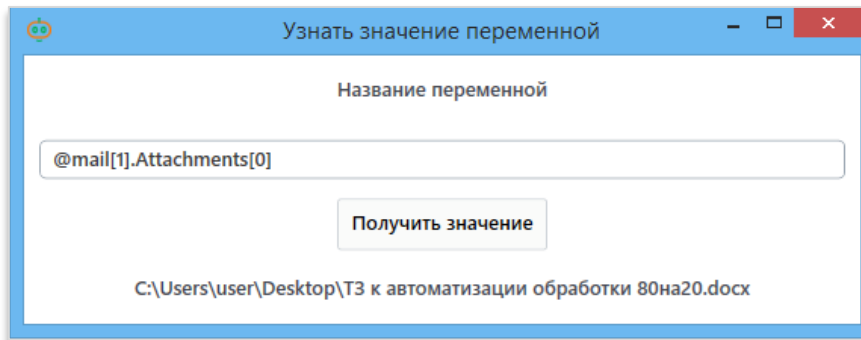 Узнать значение переменной
Название переменной
@mail[1].Attachments[0]
Получить значение
C:\Users\user\Desktop\ТЗ к автоматизации обработки 80на20.docx